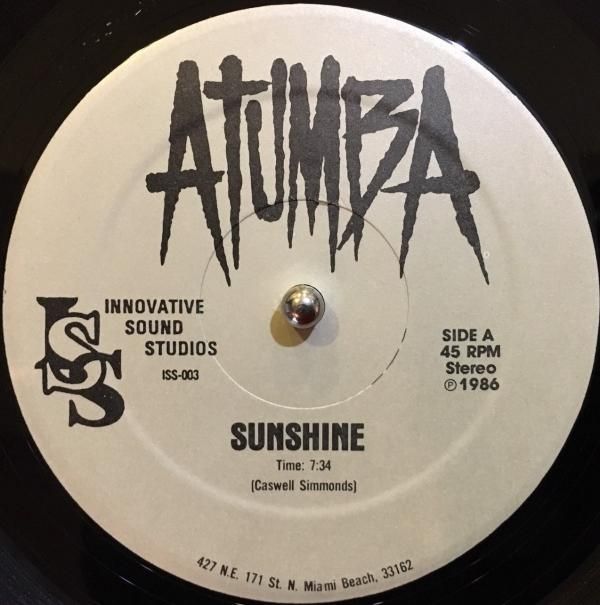 ATUMBA
ISS
INNOVATIVE
SOUND
STUDIOS
ISS-003
SIDE A
45 RPM
Stereo
℗ 1986
SUNSHINE
Time: 7:34
(Caswell Simmonds)
427 N.E. 171 St. N. Miami Beach, 33162